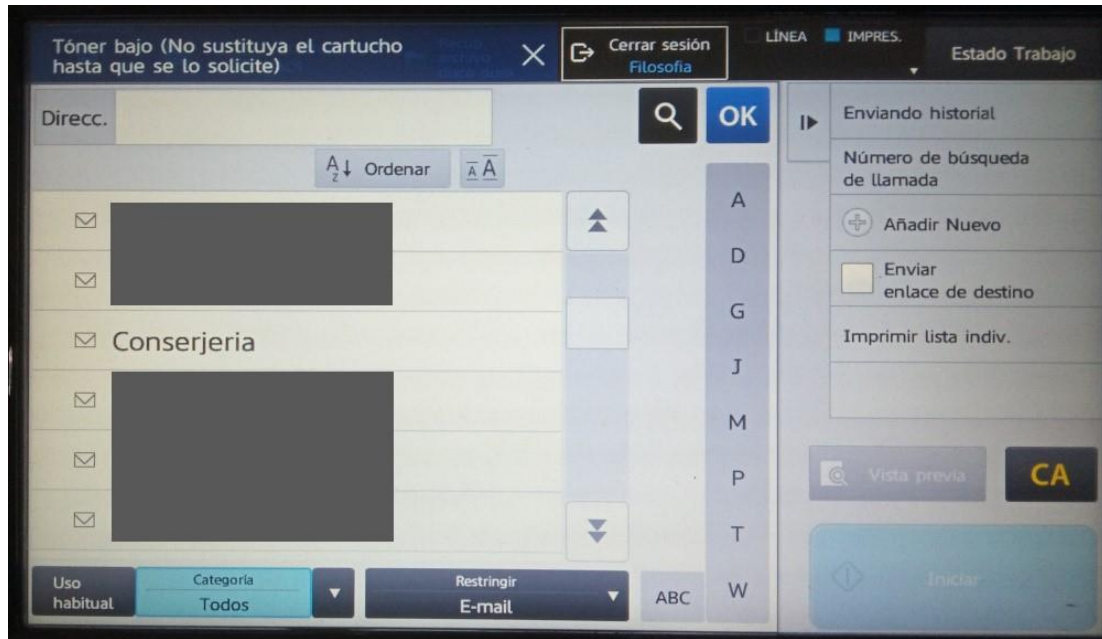 Tóner bajo (No sustituya el cartucho
hasta que se lo solicite)
Cerrar sesión
Filosofia
LÍNEA
IMPRES.
Estado Trabajo
Direcc.
OK
Enviando historial
A
Z
Ordenar
A A
Número de búsqueda
de llamada
Añadir Nuevo
Enviar
enlace de destino
Conserjeria
Imprimir lista indiv.
A
D
G
J
M
P
T
W
Vista previa
CA
Iniciar
Uso
habitual
Categoría
Todos
Restringir
E-mail
ABC